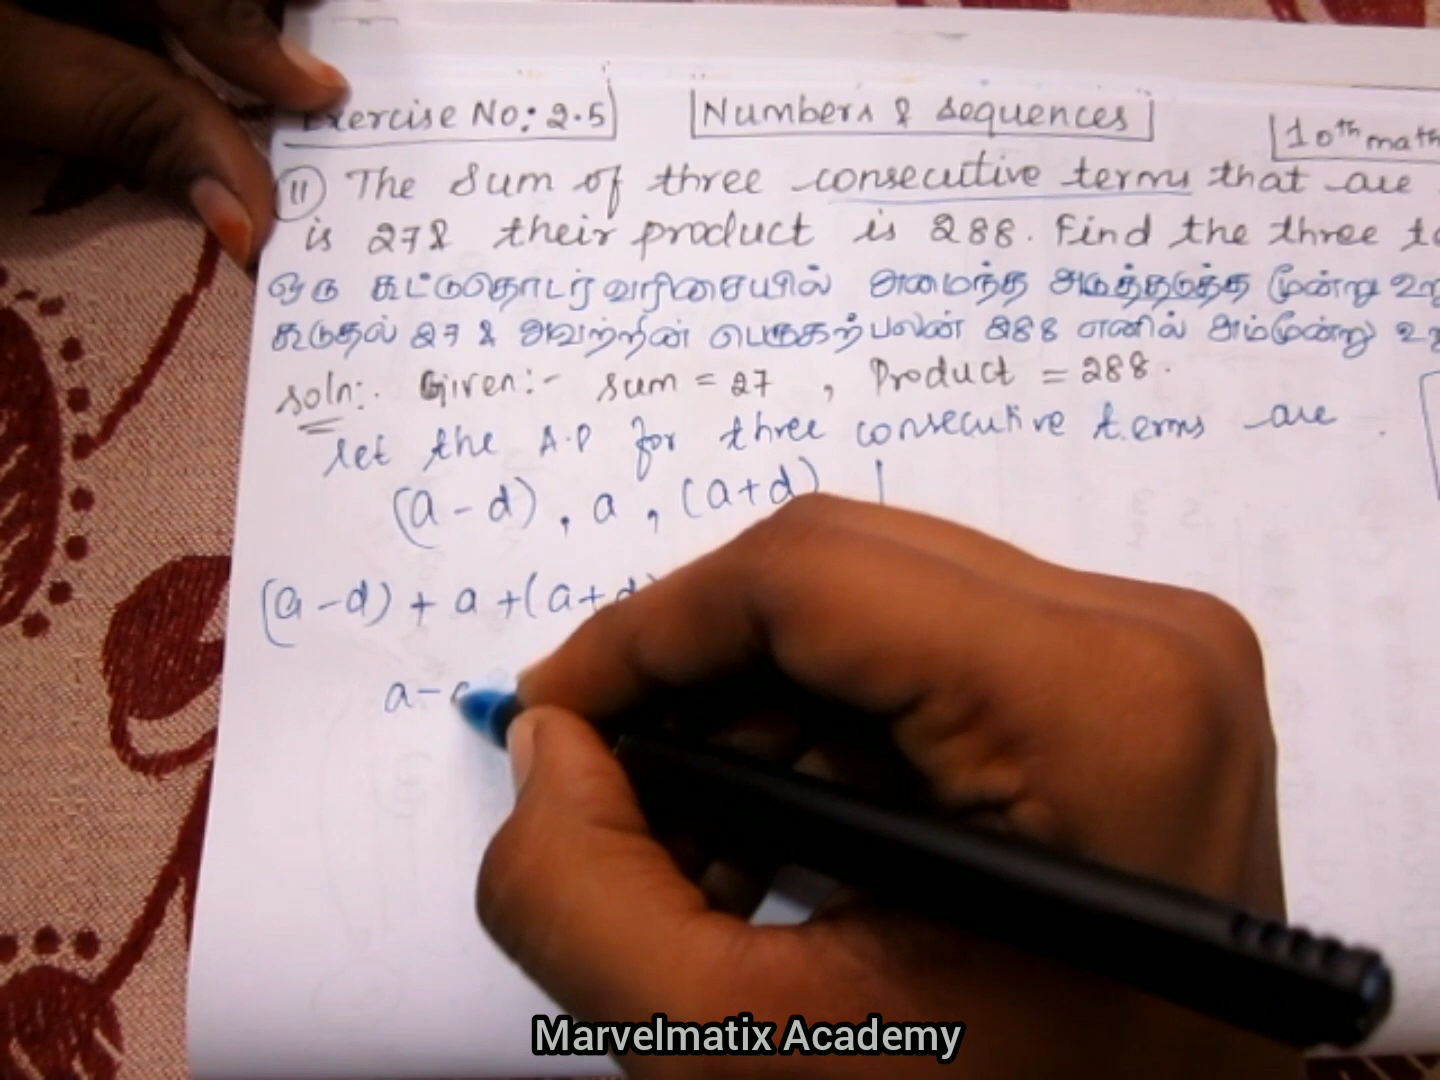 Exercise No: 2.5
Numbers & sequences
10th math
11 The Sum of three consecutive terms that are
is 27 & their product is 288. Find the three
ஒரு கூட்டுதொடர் வரிசையில் அமைந்த அடுத்தடுத்த மூன்று
கூடுதல் 27 & அவற்றின் பெருக்கற்பலன் 288 எனில் அம்மூன்று
soln: Given:- sum = 27 , Product = 288.
let the A.P for three consecutive terms are
(a - d) , a , (a + d)
(a - d) + a + (a + d
a -
Marvelmatix Academy